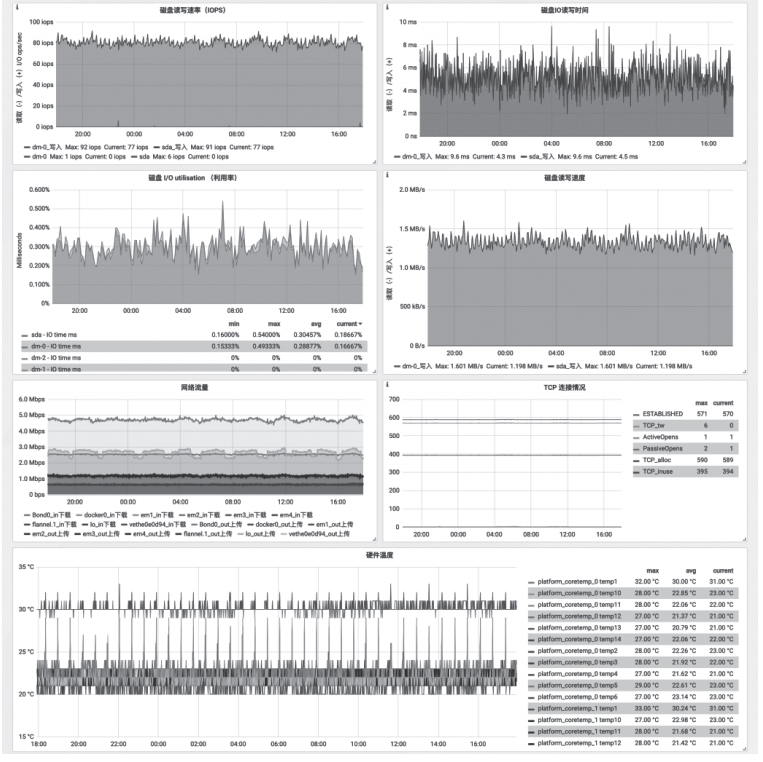 磁盘读写速率（IOPS）
读取（-）/写入（+）I/O ops/sec
100 iops
80 iops
60 iops
40 iops
20 iops
0 iops
20:00 00:00 04:00 08:00 12:00 16:00
dm-0_写入 Max: 92 iops Current: 77 iops sda_写入 Max: 91 iops Current: 77 iops
dm-0 Max: 1 iops Current: 0 iops sda Max: 6 iops Current: 0 iops
磁盘IO读写时间
读取（-）/写入（+）
10 ms
8 ms
6 ms
4 ms
2 ms
0 ns
20:00 00:00 04:00 08:00 12:00 16:00
dm-0_写入 Max: 9.6 ms Current: 4.3 ms sda_写入 Max: 9.6 ms Current: 4.5 ms
磁盘 I/O utilisation （利用率）
Milliseconds
0.600%
0.500%
0.400%
0.300%
0.200%
0.100%
0%
20:00 00:00 04:00 08:00 12:00 16:00
min max avg current
sda - IO time ms 0.16000% 0.54000% 0.30457% 0.18667%
dm-0 - IO time ms 0.15333% 0.49333% 0.28877% 0.16667%
dm-2 - IO time ms 0% 0% 0% 0%
dm-1 - IO time ms 0% 0% 0% 0%
磁盘读写速度
读取（-）/写入（+）
2.0 MB/s
1.5 MB/s
1.0 MB/s
500 kB/s
0 B/s
20:00 00:00 04:00 08:00 12:00 16:00
dm-0_写入 Max: 1.601 MB/s Current: 1.198 MB/s sda_写入 Max: 1.601 MB/s Current: 1.198 MB/s
网络流量
6.0 Mbps
5.0 Mbps
4.0 Mbps
3.0 Mbps
2.0 Mbps
1.0 Mbps
0 bps
20:00 00:00 04:00 08:00 12:00 16:00
Bond0_in下载 docker0_in下载 em1_in下载 em2_in下载 em3_in下载 em4_in下载
flannel.1_in下载 lo_in下载 vethe0e0d94_in下载 Bond0_out上传 docker0_out上传 em1_out上传
em2_out上传 em3_out上传 em4_out上传 flannel.1_out上传 lo_out上传 vethe0e0d94_out上传
TCP 连接情况
700
600
500
400
300
200
100
0
20:00 00:00 04:00 08:00 12:00 16:00
max current
ESTABLISHED 571 570
TCP_tw 6 0
ActiveOpens 1 1
PassiveOpens 2 1
TCP_alloc 590 589
TCP_inuse 395 394
硬件温度
35 °C
30 °C
25 °C
20 °C
15 °C
18:00 20:00 22:00 00:00 02:00 04:00 06:00 08:00 10:00 12:00 14:00 16:00
max avg current
platform_coretemp_0 temp1 32.00 °C 30.00 °C 31.00 °C
platform_coretemp_0 temp10 28.00 °C 22.85 °C 23.00 °C
platform_coretemp_0 temp11 28.00 °C 22.06 °C 22.00 °C
platform_coretemp_0 temp12 27.00 °C 21.37 °C 21.00 °C
platform_coretemp_0 temp13 27.00 °C 20.79 °C 21.00 °C
platform_coretemp_0 temp14 27.00 °C 22.06 °C 22.00 °C
platform_coretemp_0 temp2 28.00 °C 22.26 °C 23.00 °C
platform_coretemp_0 temp3 28.00 °C 21.92 °C 22.00 °C
platform_coretemp_0 temp4 27.00 °C 21.62 °C 21.00 °C
platform_coretemp_0 temp5 29.00 °C 22.61 °C 23.00 °C
platform_coretemp_0 temp6 27.00 °C 23.14 °C 23.00 °C
platform_coretemp_1 temp1 33.00 °C 30.24 °C 31.00 °C
platform_coretemp_1 temp10 27.00 °C 22.98 °C 23.00 °C
platform_coretemp_1 temp11 28.00 °C 21.68 °C 21.00 °C
platform_coretemp_1 temp12 28.00 °C 21.42 °C 21.00 °C